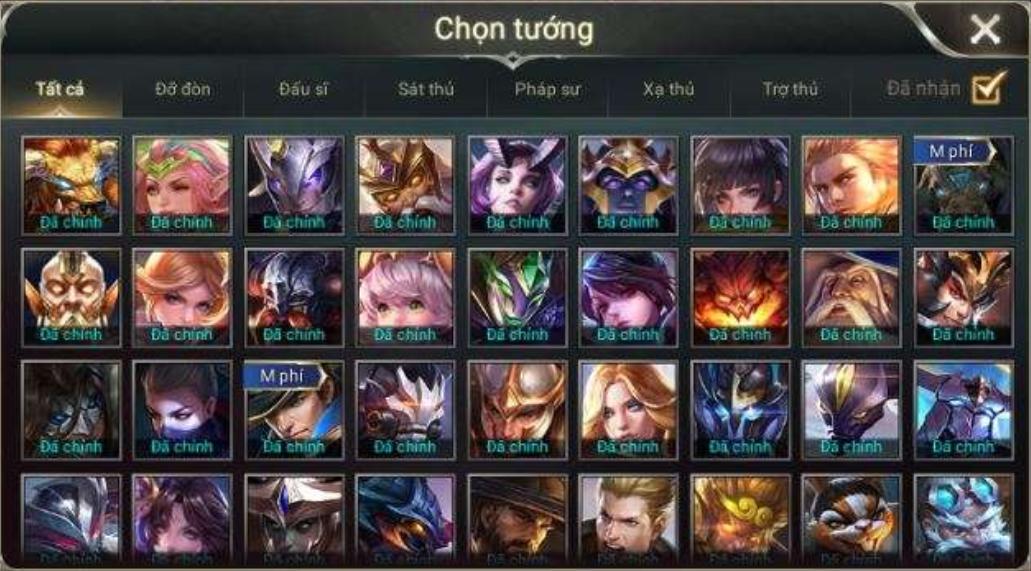 Chọn tướng
Tất cả Đỡ đòn Đấu sĩ Sát thủ Pháp sư Xạ thủ Trợ thủ Đã nhận
M phí
Đã chỉnh Đã chỉnh Đã chỉnh Đã chỉnh Đã chỉnh Đã chỉnh Đã chỉnh Đã chỉnh
Đã chỉnh Đã chỉnh Đã chỉnh Đã chỉnh Đã chỉnh Đã chỉnh Đã chỉnh Đã chỉnh Đã chỉnh
M phí
Đã chỉnh Đã chỉnh Đã chỉnh Đã chỉnh Đã chỉnh Đã chỉnh Đã chỉnh Đã chỉnh Đã chỉnh